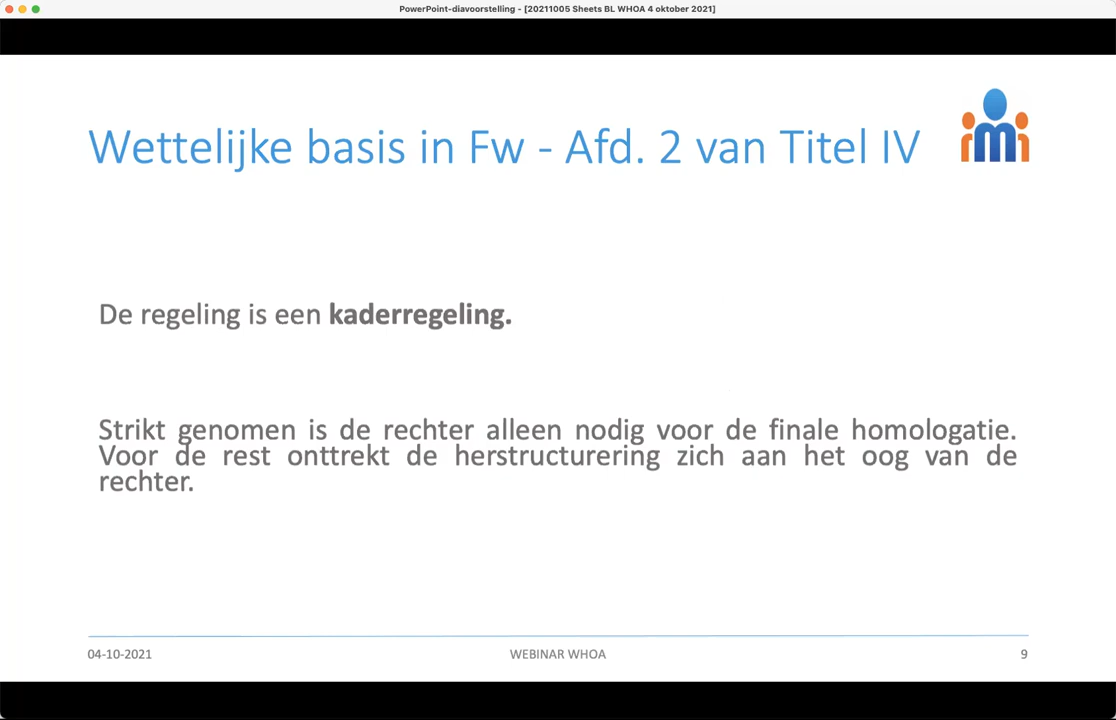 PowerPoint-diavoorstelling - [20211005 Sheets BL WHOA 4 oktober 2021]
Wettelijke basis in Fw - Afd. 2 van Titel IV
De regeling is een kaderregeling.
Strikt genomen is de rechter alleen nodig voor de finale homologatie.
Voor de rest onttrekt de herstructurering zich aan het oog van de
rechter.
04-10-2021 WEBINAR WHOA 9